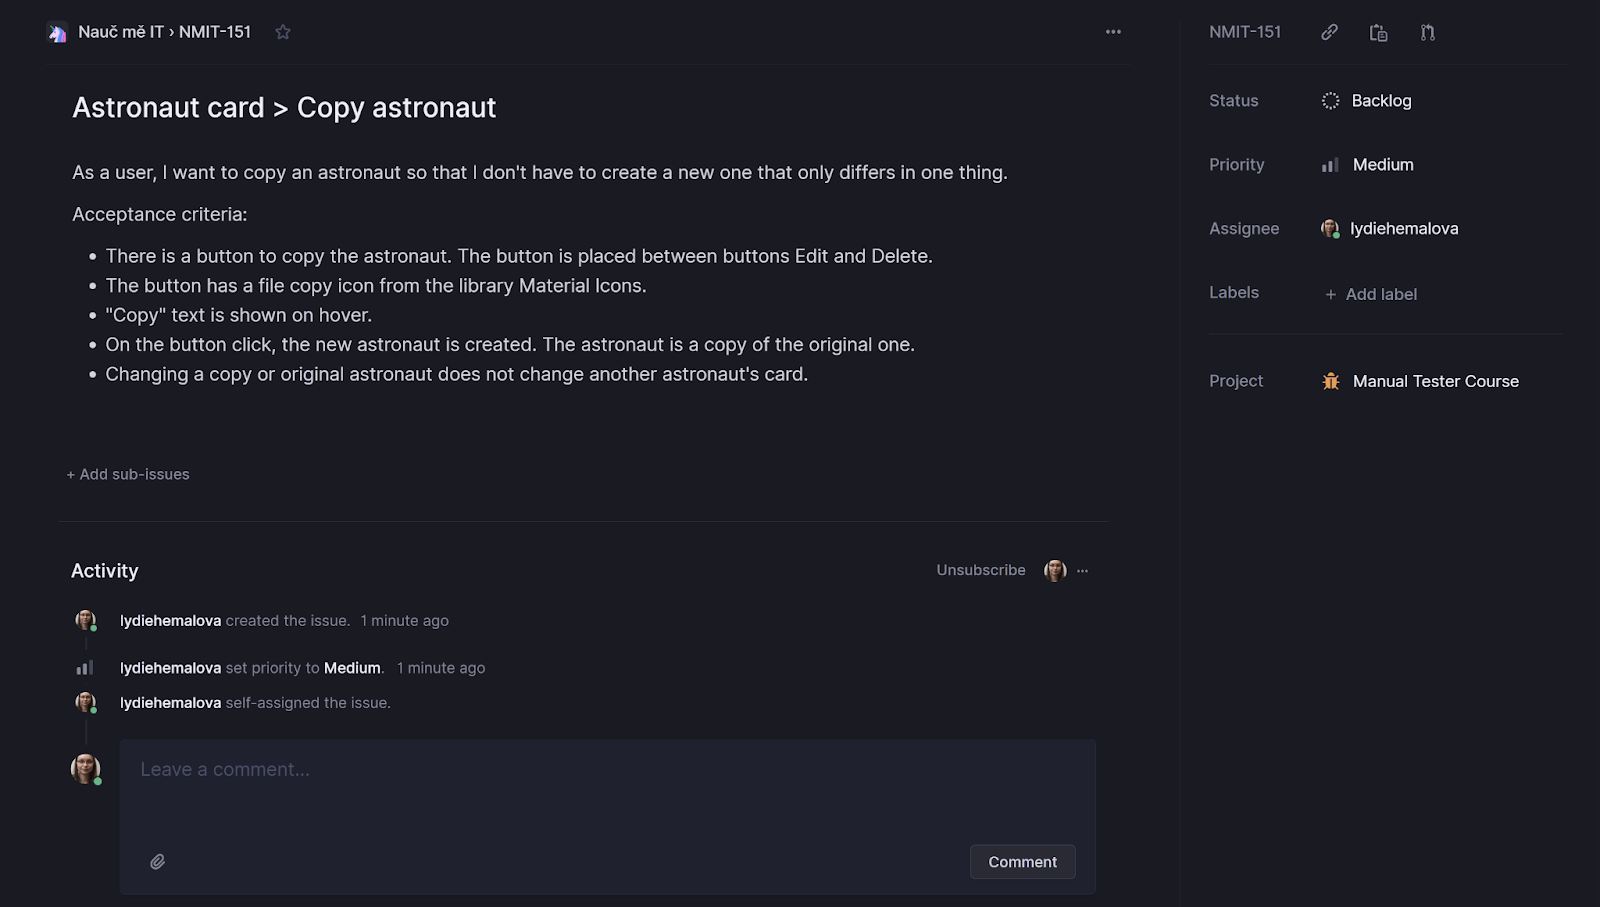 Nauč mě IT › NMIT-151
Astronaut card > Copy astronaut
As a user, I want to copy an astronaut so that I don't have to create a new one that only differs in one thing.
Acceptance criteria:
• There is a button to copy the astronaut. The button is placed between buttons Edit and Delete.
• The button has a file copy icon from the library Material Icons.
• "Copy" text is shown on hover.
• On the button click, the new astronaut is created. The astronaut is a copy of the original one.
• Changing a copy or original astronaut does not change another astronaut's card.
+ Add sub-issues
Activity
Unsubscribe
lydiehemalova created the issue. 1 minute ago
lydiehemalova set priority to Medium. 1 minute ago
lydiehemalova self-assigned the issue.
Leave a comment...
Comment
NMIT-151
Status Backlog
Priority Medium
Assignee lydiehemalova
Labels + Add label
Project Manual Tester Course